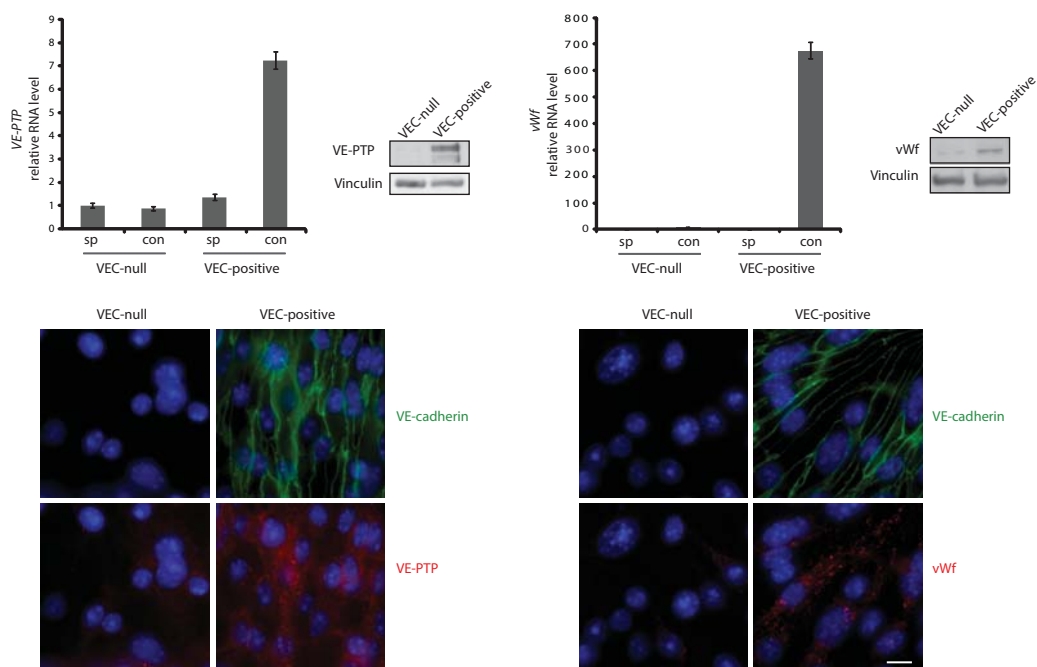 VE-PTP
relative RNA level
9
8
7
6
5
4
3
2
1
0
sp
con
sp
con
VEC-null
VEC-positive
VEC-null
VEC-positive
VE-PTP
Vinculin
vWf
relative RNA level
800
700
600
500
400
300
200
100
0
sp
con
sp
con
VEC-null
VEC-positive
VEC-null
VEC-positive
vWf
Vinculin
VEC-null
VEC-positive
VE-cadherin
VE-PTP
VEC-null
VEC-positive
VE-cadherin
vWf